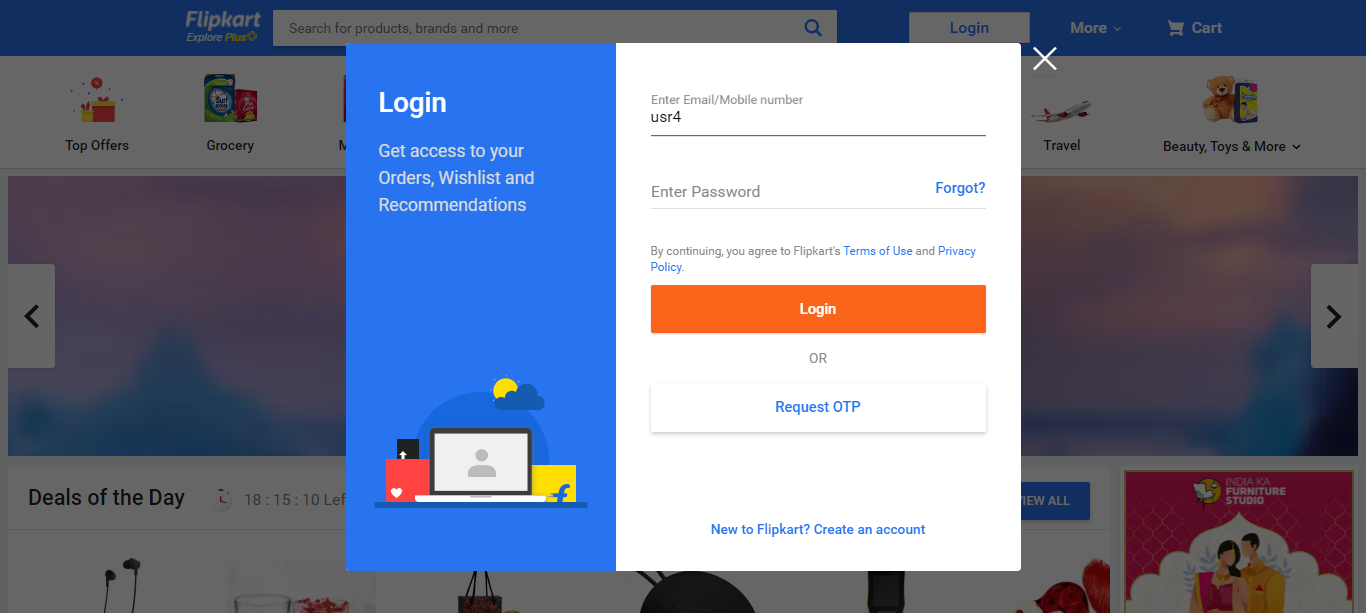 Flipkart
Explore Plus
Search for products, brands and more
Login
More
Cart
Top Offers
Grocery
M
Travel
Beauty, Toys & More
Login
Get access to your
Orders, Wishlist and
Recommendations
Enter Email/Mobile number
usr4
Enter Password
Forgot?
By continuing, you agree to Flipkart's Terms of Use and Privacy
Policy.
Login
OR
Request OTP
New to Flipkart? Create an account
Deals of the Day
18 : 15 : 10 Lef
VIEW ALL
INDIA KA
FURNITURE
STUDIO